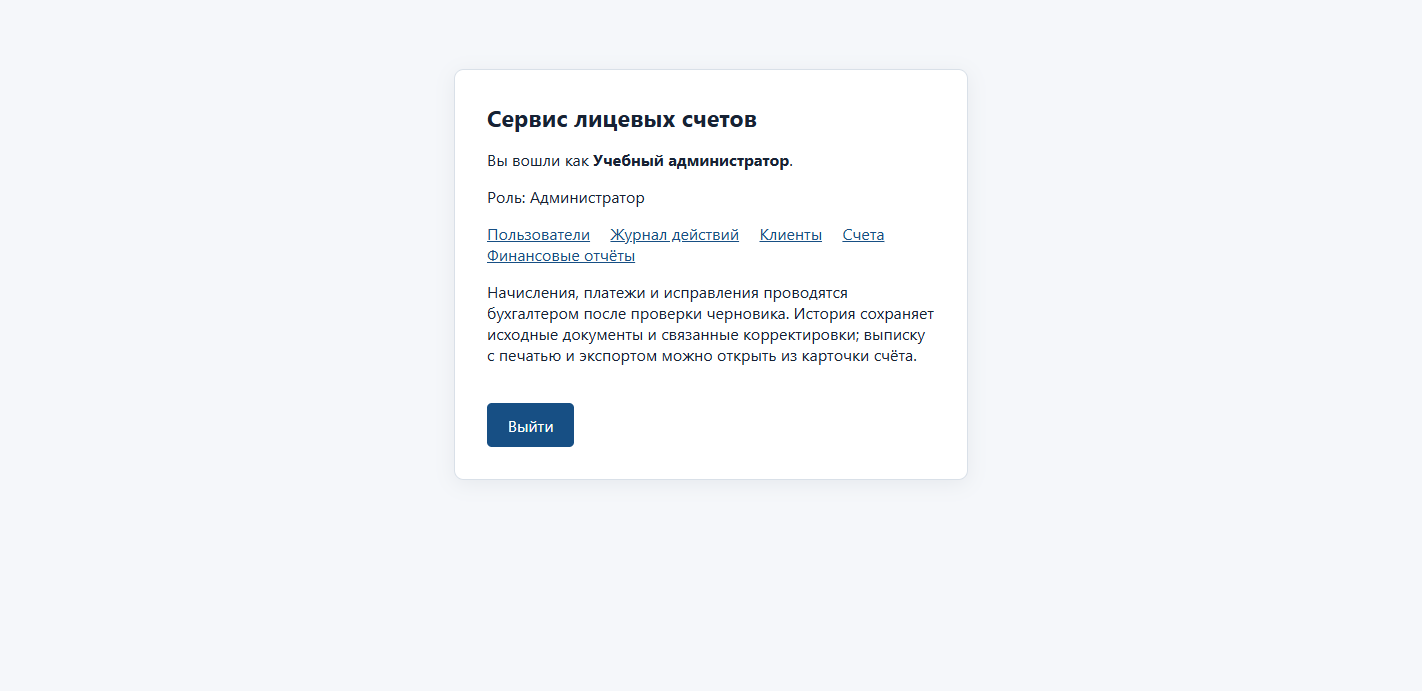 Сервис лицевых счетов
Вы вошли как Учебный администратор.
Роль: Администратор
Пользователи Журнал действий Клиенты Счета
Финансовые отчёты
Начисления, платежи и исправления проводятся
бухгалтером после проверки черновика. История сохраняет
исходные документы и связанные корректировки; выписку
с печатью и экспортом можно открыть из карточки счёта.
Выйти